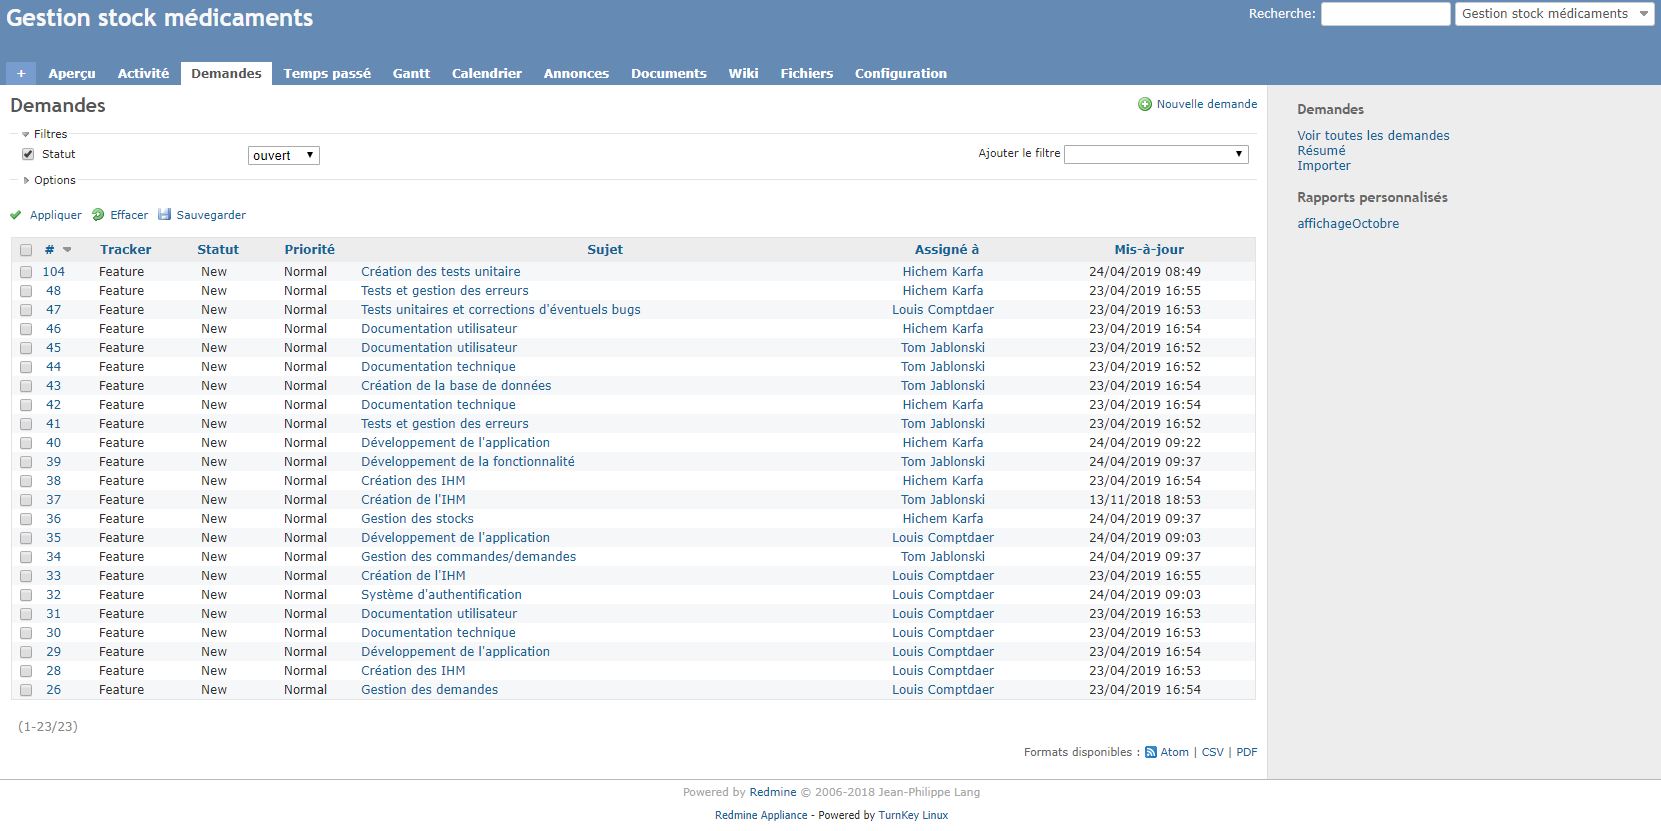 Gestion stock médicaments
Recherche: Gestion stock médicaments
+ Aperçu Activité Demandes Temps passé Gantt Calendrier Annonces Documents Wiki Fichiers Configuration
Demandes
Nouvelle demande
Filtres
Statut ouvert Ajouter le filtre
Options
Appliquer Effacer Sauvegarder
# Tracker Statut Priorité Sujet Assigné à Mis-à-jour
104 Feature New Normal Création des tests unitaire Hichem Karfa 24/04/2019 08:49
48 Feature New Normal Tests et gestion des erreurs Hichem Karfa 23/04/2019 16:55
47 Feature New Normal Tests unitaires et corrections d'éventuels bugs Louis Comptdaer 23/04/2019 16:53
46 Feature New Normal Documentation utilisateur Hichem Karfa 23/04/2019 16:54
45 Feature New Normal Documentation utilisateur Tom Jablonski 23/04/2019 16:52
44 Feature New Normal Documentation technique Tom Jablonski 23/04/2019 16:52
43 Feature New Normal Création de la base de données Tom Jablonski 23/04/2019 16:54
42 Feature New Normal Documentation technique Hichem Karfa 23/04/2019 16:54
41 Feature New Normal Tests et gestion des erreurs Tom Jablonski 23/04/2019 16:52
40 Feature New Normal Développement de l'application Hichem Karfa 24/04/2019 09:22
39 Feature New Normal Développement de la fonctionnalité Tom Jablonski 24/04/2019 09:37
38 Feature New Normal Création des IHM Hichem Karfa 23/04/2019 16:54
37 Feature New Normal Création de l'IHM Tom Jablonski 13/11/2018 18:53
36 Feature New Normal Gestion des stocks Hichem Karfa 24/04/2019 09:37
35 Feature New Normal Développement de l'application Louis Comptdaer 24/04/2019 09:03
34 Feature New Normal Gestion des commandes/demandes Tom Jablonski 24/04/2019 09:37
33 Feature New Normal Création de l'IHM Louis Comptdaer 23/04/2019 16:55
32 Feature New Normal Système d'authentification Louis Comptdaer 24/04/2019 09:03
31 Feature New Normal Documentation utilisateur Louis Comptdaer 23/04/2019 16:53
30 Feature New Normal Documentation technique Louis Comptdaer 23/04/2019 16:53
29 Feature New Normal Développement de l'application Louis Comptdaer 23/04/2019 16:54
28 Feature New Normal Création des IHM Louis Comptdaer 23/04/2019 16:53
26 Feature New Normal Gestion des demandes Louis Comptdaer 23/04/2019 16:54
(1-23/23)
Formats disponibles : Atom | CSV | PDF
Demandes
Voir toutes les demandes
Résumé
Importer
Rapports personnalisés
affichageOctobre
Powered by Redmine © 2006-2018 Jean-Philippe Lang
Redmine Appliance - Powered by TurnKey Linux